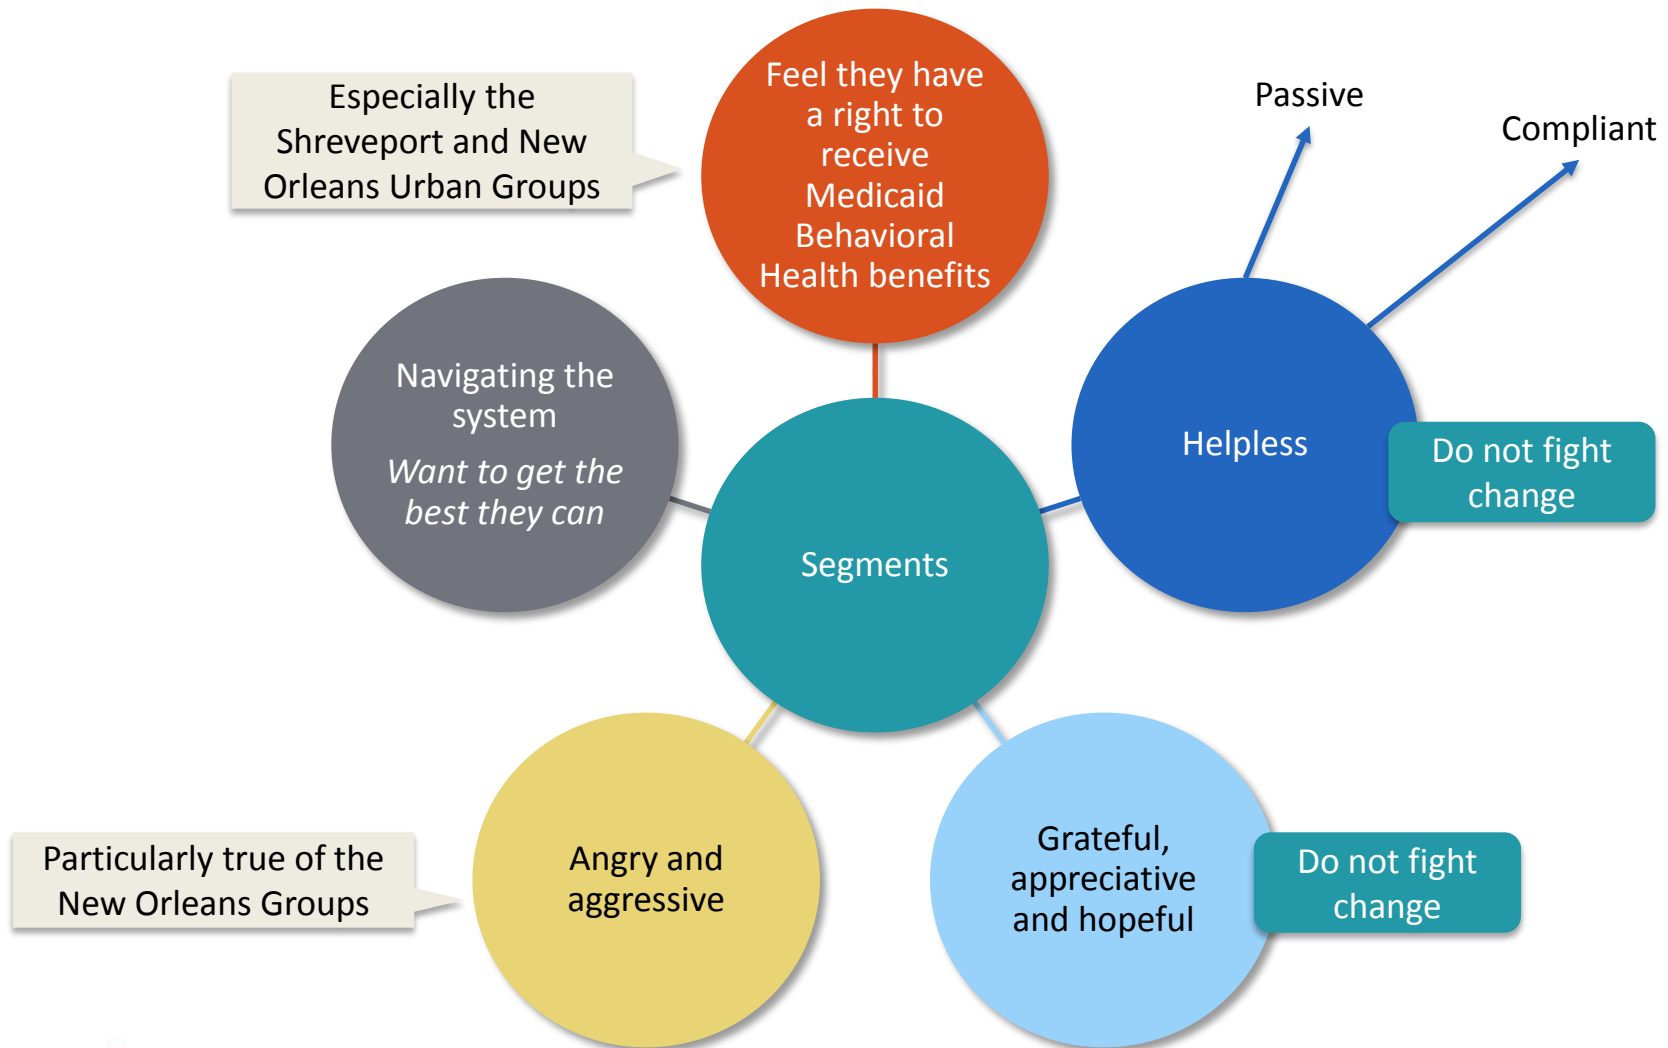 Especially the
Shreveport and New
Orleans Urban Groups
Feel they have
a right to
receive
Medicaid
Behavioral
Health benefits
Passive
Compliant
Navigating the
system
Want to get the
best they can
Segments
Helpless
Do not fight
change
Particularly true of the
New Orleans Groups
Angry and
aggressive
Grateful,
appreciative
and hopeful
Do not fight
change